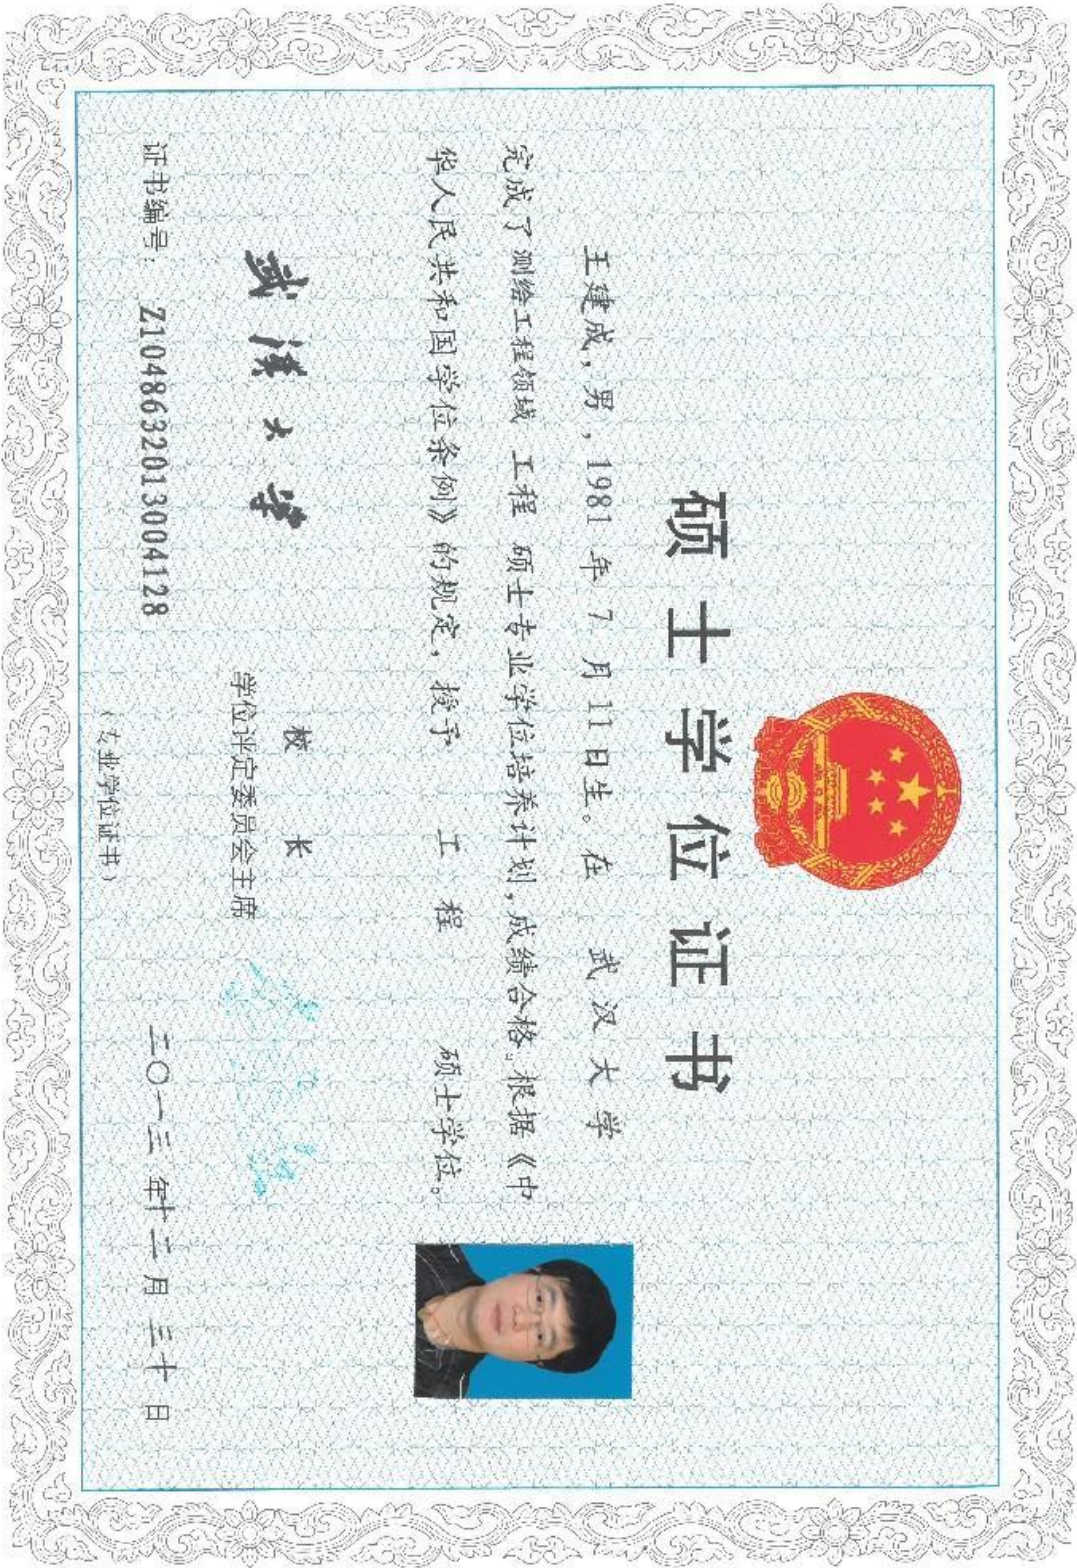 硕士学位证书
王建成，男，1981年7月11日生。在 武汉大学
完成了测绘工程领域 工程 硕士专业学位培养计划，成绩合格。根据《中
华人民共和国学位条例》的规定，授予 工程 硕士学位。
武汉大学
校长
学位评定委员会主席
证书编号：Z1048632013004128
二〇一三年十二月三十日
（专业学位证书）